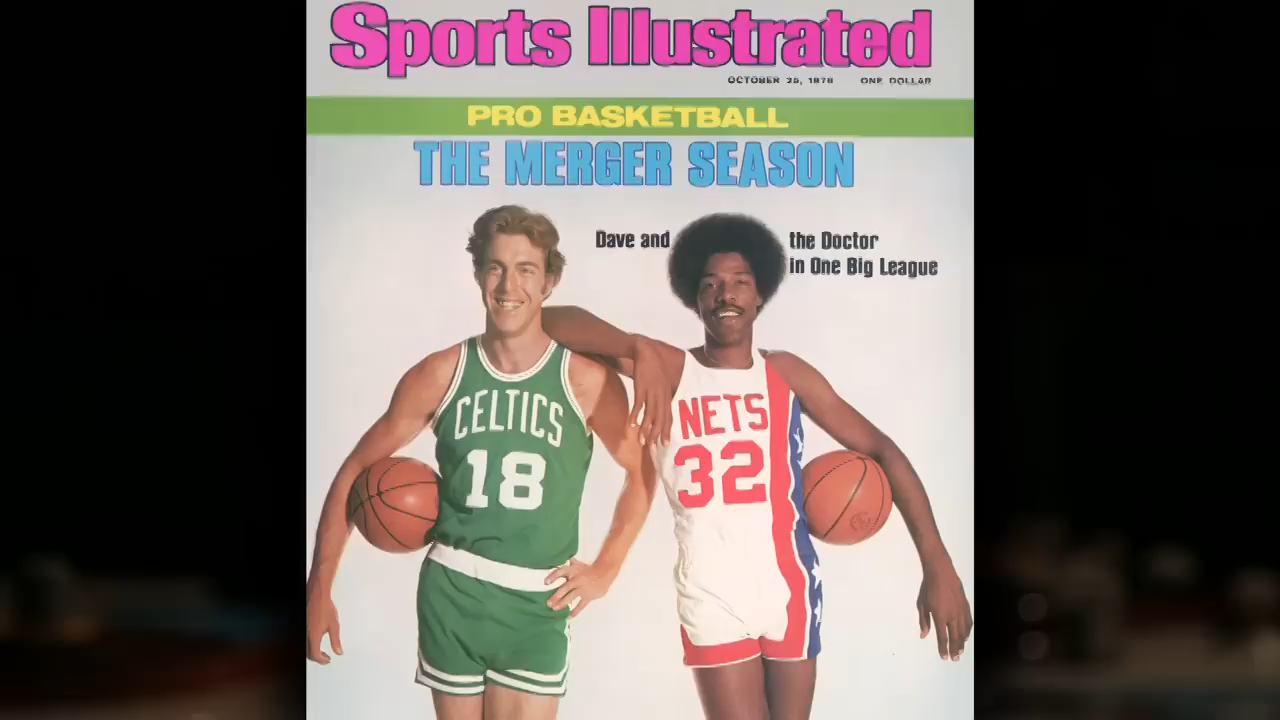 Sports Illustrated
OCTOBER 25, 1976 ONE DOLLAR
PRO BASKETBALL
THE MERGER SEASON
Dave and the Doctor
in One Big League
CELTICS
18
NETS
32